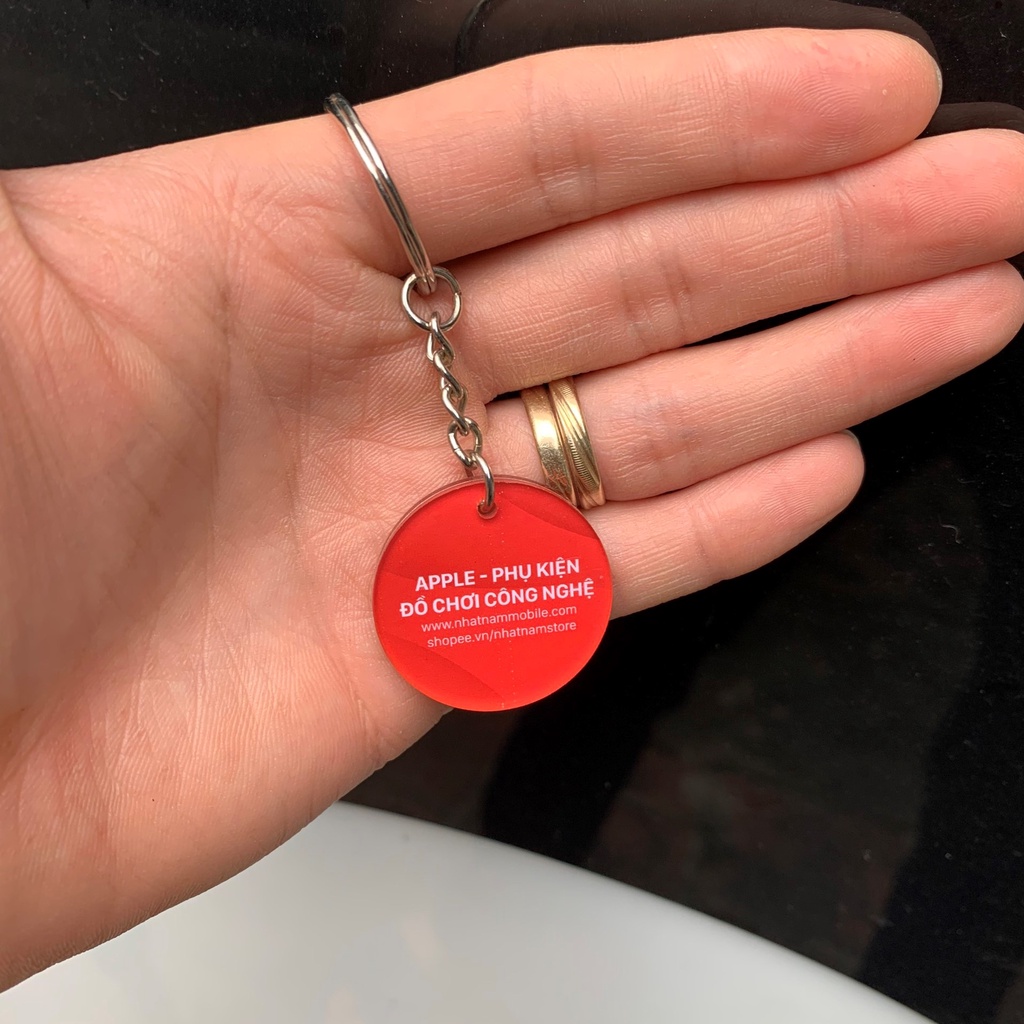 APPLE - PHỤ KIỆN
ĐỒ CHƠI CÔNG NGHỆ
www.nhatnammobile.com
shopee.vn/nhatnamstore